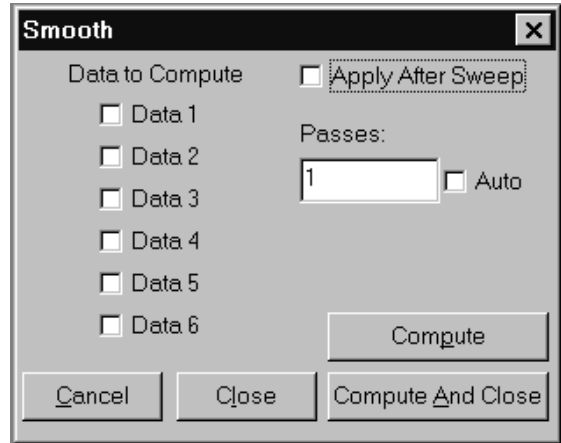 Smooth
Data to Compute
Apply After Sweep
Data 1
Data 2
Data 3
Data 4
Data 5
Data 6
Passes:
1
Auto
Compute
Cancel
Close
Compute And Close